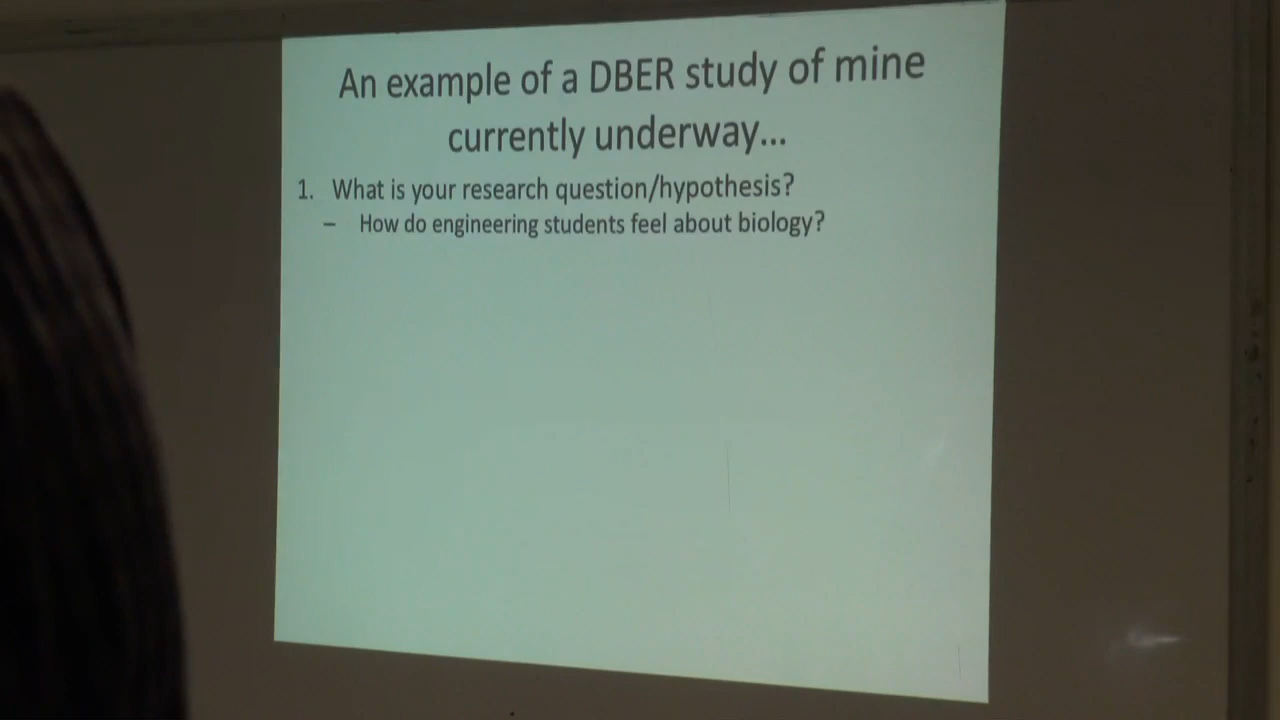 An example of a DBER study of mine
currently underway...
1. What is your research question/hypothesis?
– How do engineering students feel about biology?